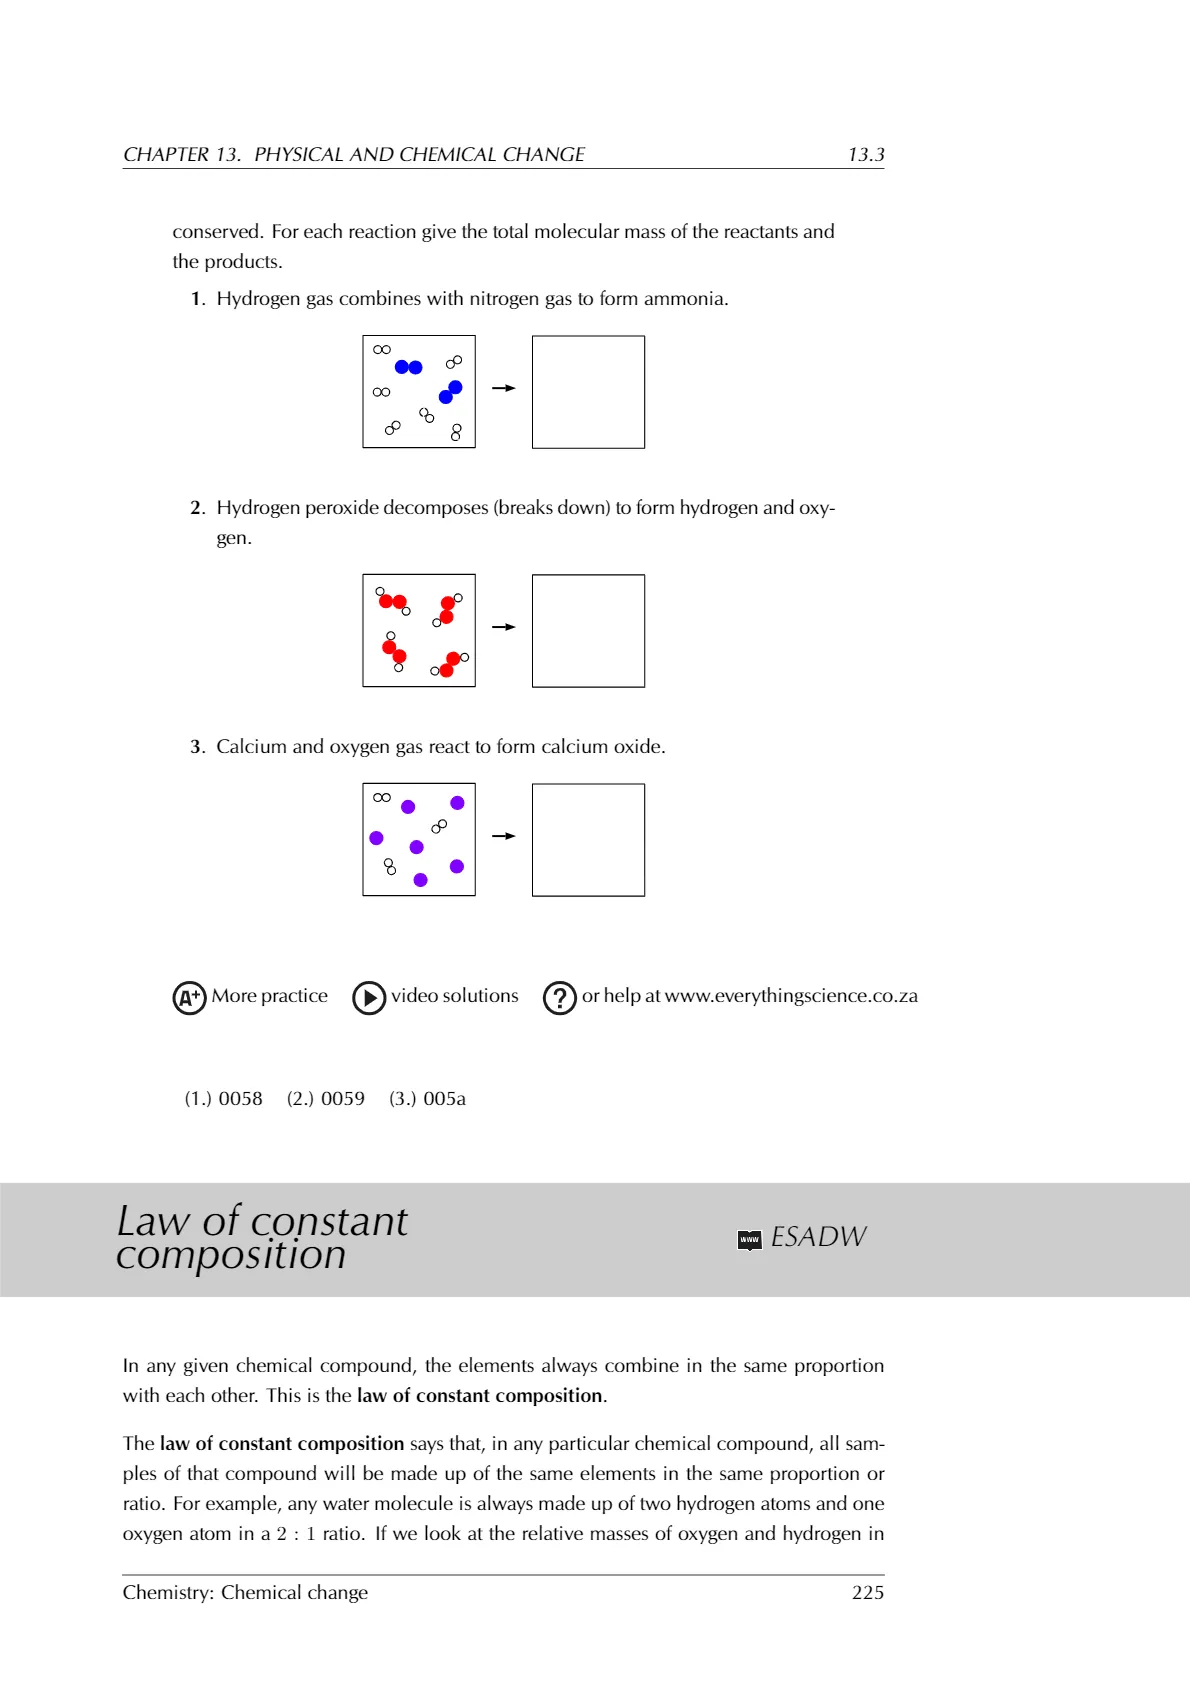 CHAPTER 13. PHYSICAL AND CHEMICAL CHANGE 13.3
conserved. For each reaction give the total molecular mass of the reactants and
the products.
1. Hydrogen gas combines with nitrogen gas to form ammonia.
2. Hydrogen peroxide decomposes (breaks down) to form hydrogen and oxy-
gen.
3. Calcium and oxygen gas react to form calcium oxide.
A+ More practice video solutions ? or help at www.everythingscience.co.za
(1.) 0058 (2.) 0059 (3.) 005a
Law of constant
composition
www ESADW
In any given chemical compound, the elements always combine in the same proportion
with each other. This is the law of constant composition.
The law of constant composition says that, in any particular chemical compound, all sam-
ples of that compound will be made up of the same elements in the same proportion or
ratio. For example, any water molecule is always made up of two hydrogen atoms and one
oxygen atom in a 2 : 1 ratio. If we look at the relative masses of oxygen and hydrogen in
Chemistry: Chemical change 225